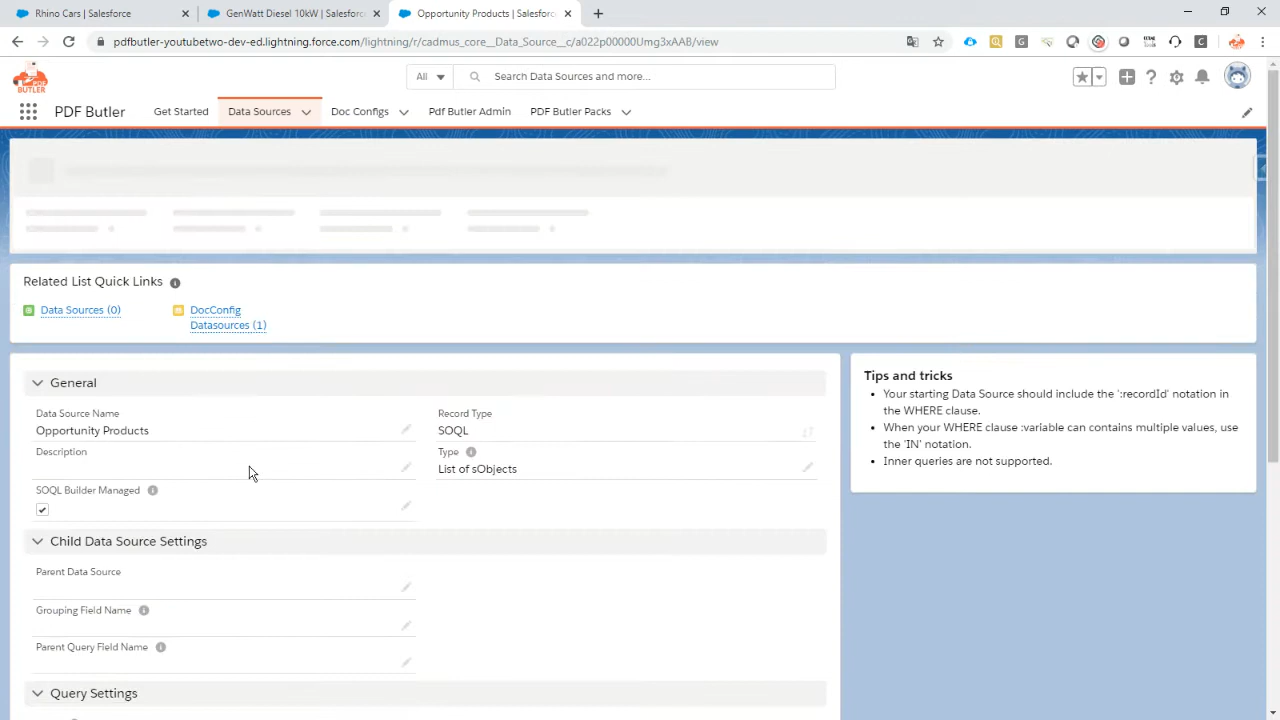 Rhino Cars | Salesforce
GenWatt Diesel 10kW | Salesforc
Opportunity Products | Salesforc
pdfbutler-youtubetwo-dev-ed.lightning.force.com/lightning/r/cadmus_core__Data_Source__c/a022p00000Umg3xAAB/view
PDF
BUTLER
All
Search Data Sources and more...
PDF Butler
Get Started
Data Sources
Doc Configs
Pdf Butler Admin
PDF Butler Packs
Related List Quick Links
Data Sources (0)
DocConfig
Datasources (1)
General
Data Source Name
Opportunity Products
Record Type
SOQL
Description
Type
List of sObjects
SOQL Builder Managed
Child Data Source Settings
Parent Data Source
Grouping Field Name
Parent Query Field Name
Query Settings
Tips and tricks
• Your starting Data Source should include the ':recordId' notation in
the WHERE clause.
• When your WHERE clause :variable can contains multiple values, use
the 'IN' notation.
• Inner queries are not supported.